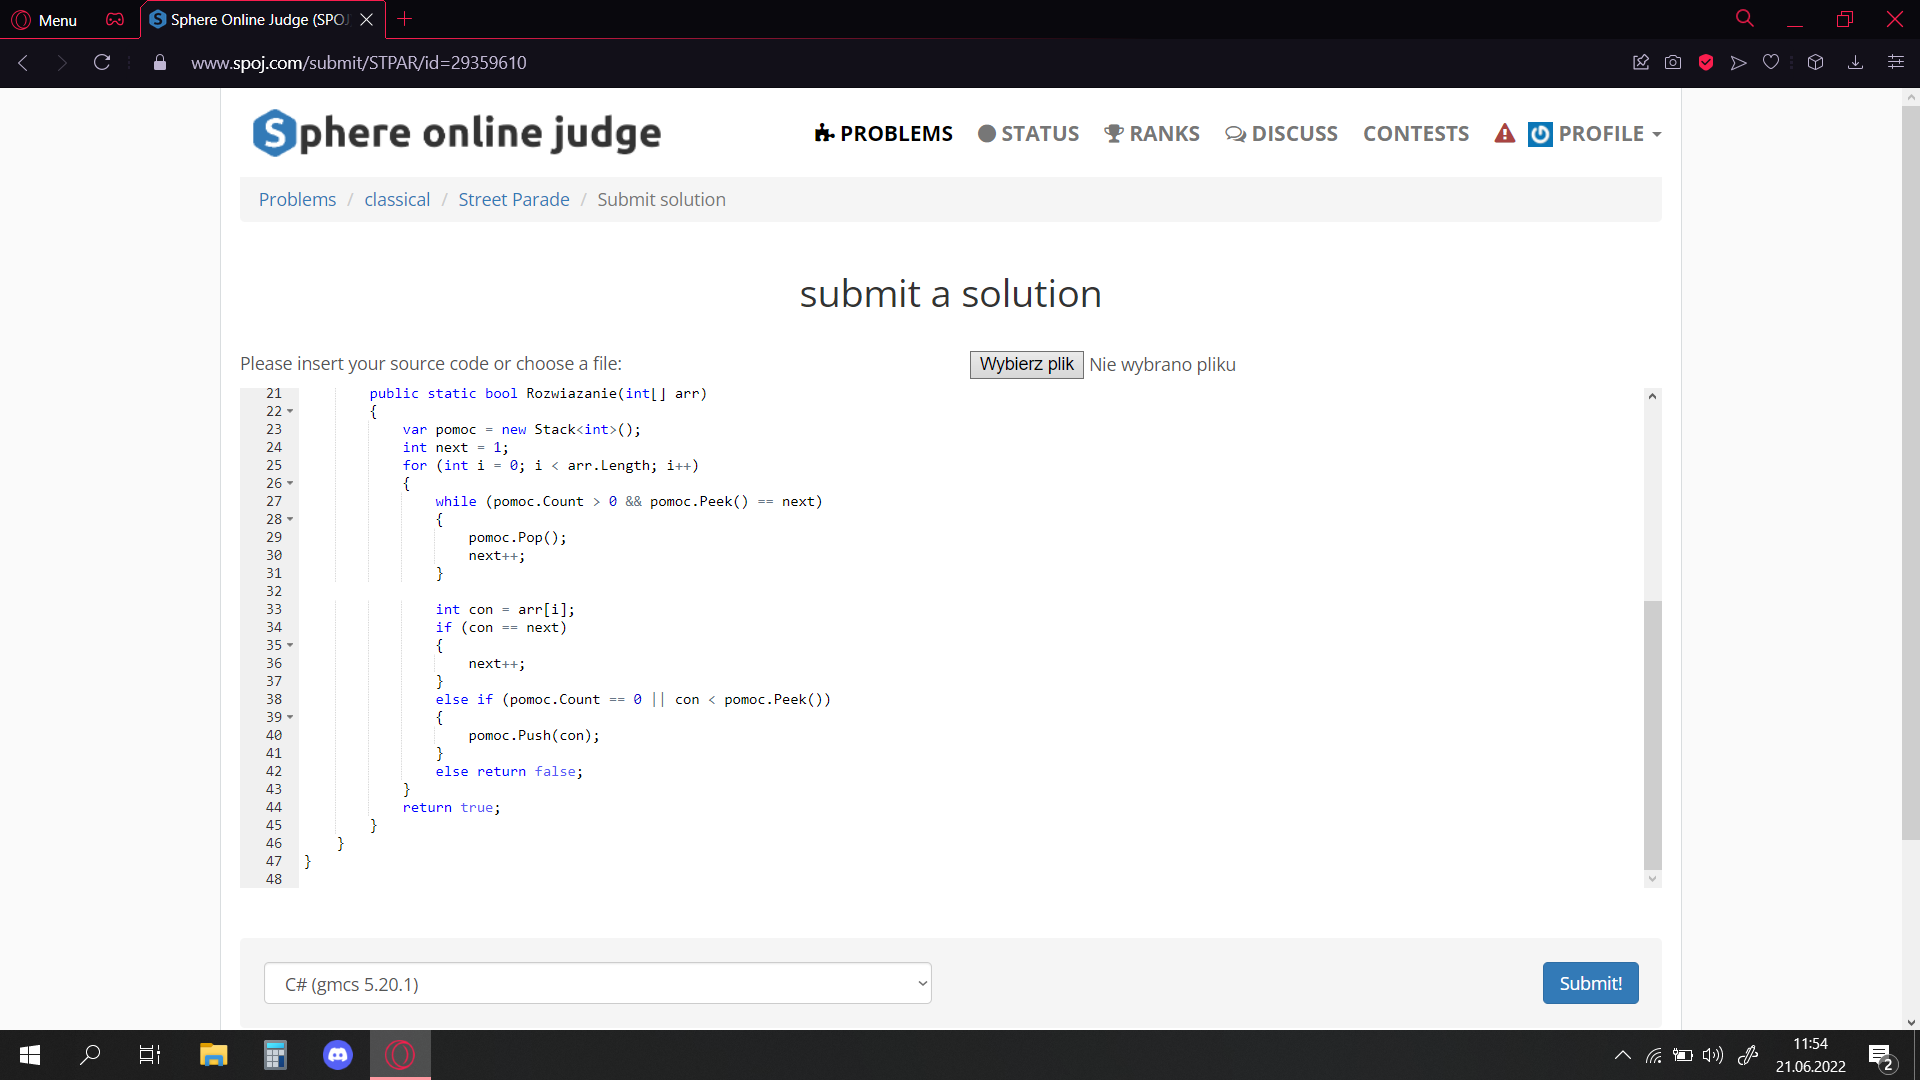 Menu
Sphere Online Judge (SPOJ
www.spoj.com/submit/STPAR/id=29359610
Sphere online judge
PROBLEMS STATUS RANKS DISCUSS CONTESTS PROFILE
Problems / classical / Street Parade / Submit solution
submit a solution
Please insert your source code or choose a file: Wybierz plik Nie wybrano pliku
21 public static bool Rozwiazanie(int[] arr)
22 {
23 var pomoc = new Stack<int>();
24 int next = 1;
25 for (int i = 0; i < arr.Length; i++)
26 {
27 while (pomoc.Count > 0 && pomoc.Peek() == next)
28 {
29 pomoc.Pop();
30 next++;
31 }
32
33 int con = arr[i];
34 if (con == next)
35 {
36 next++;
37 }
38 else if (pomoc.Count == 0 || con < pomoc.Peek())
39 {
40 pomoc.Push(con);
41 }
42 else return false;
43 }
44 return true;
45 }
46 }
47 }
48
C# (gmcs 5.20.1)
Submit!
11:54
21.06.2022
2